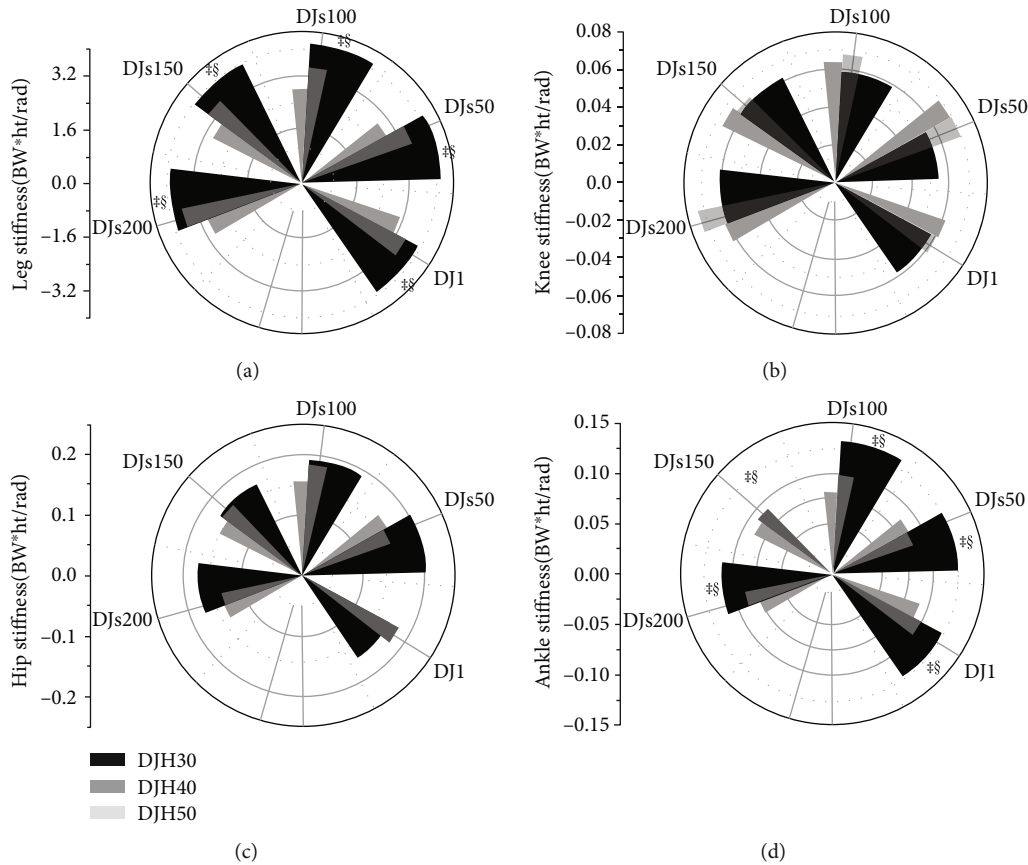 DJs100
‡§
‡§
DJs150
3.2
1.6
0.0
–1.6
–3.2
Leg stiffness(BW*ht/rad)
DJs50
‡§
‡§
DJs200
DJ1
‡§
(a)
DJs100
0.08
0.06
0.04
0.02
0.0
–0.02
–0.04
–0.06
–0.08
Knee stiffness(BW*ht/rad)
DJs150
DJs50
DJs200
DJ1
(b)
DJs100
0.2
0.1
0.0
–0.1
–0.2
Hip stiffness(BW*ht/rad)
DJs150
DJs50
DJs200
DJ1
DJH30
DJH40
DJH50
(c)
DJs100
0.15
0.10
0.05
0.00
–0.05
–0.10
–0.15
Ankle stiffness(BW*ht/rad)
‡§
DJs150
‡§
DJs50
‡§
‡§
DJs200
DJ1
‡§
(d)